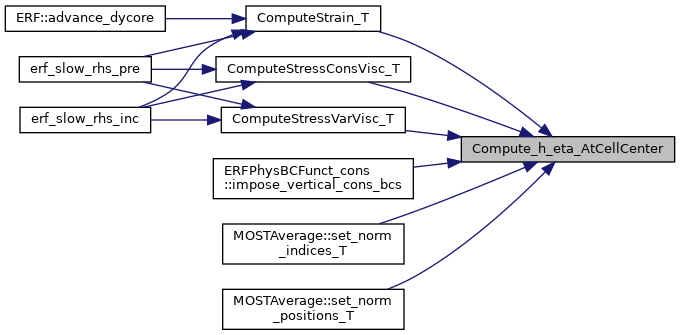 ERF::advance_dycore
ComputeStrain_T
erf_slow_rhs_pre
ComputeStressConsVisc_T
erf_slow_rhs_inc
ComputeStressVarVisc_T
Compute_h_eta_AtCellCenter
ERFPhysBCFunct_cons
::impose_vertical_cons_bcs
MOSTAverage::set_norm
_indices_T
MOSTAverage::set_norm
_positions_T